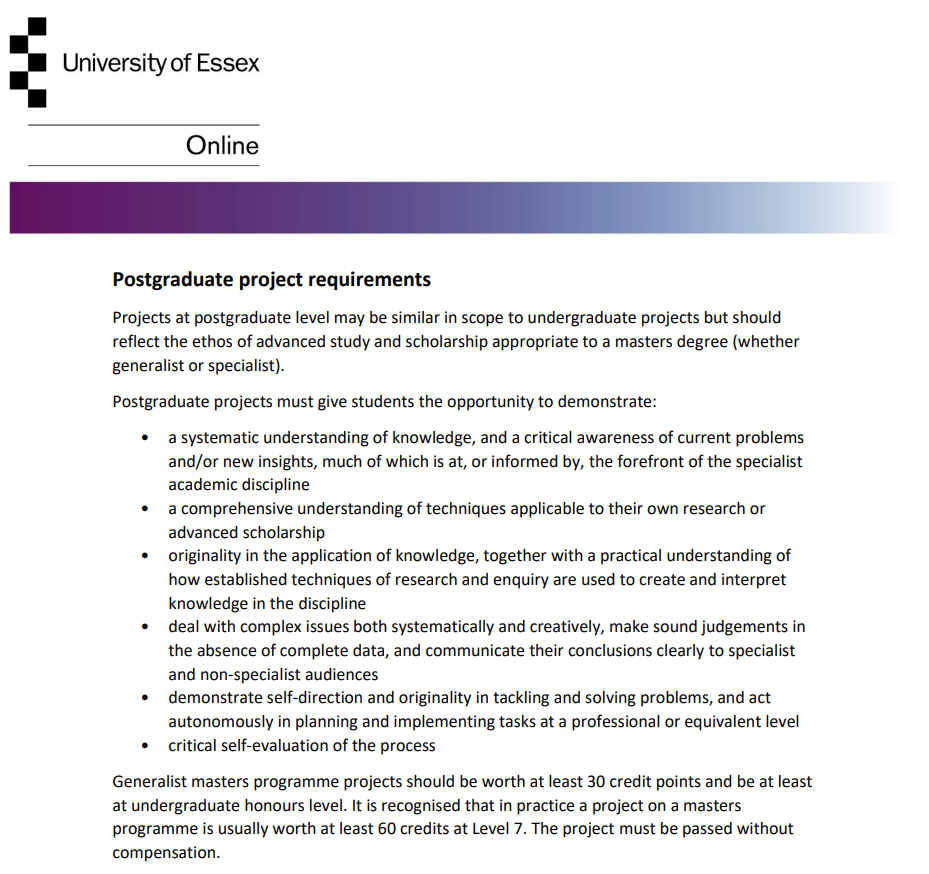 University of Essex
Online
Postgraduate project requirements
Projects at postgraduate level may be similar in scope to undergraduate projects but should
reflect the ethos of advanced study and scholarship appropriate to a masters degree (whether
generalist or specialist).
Postgraduate projects must give students the opportunity to demonstrate:
• a systematic understanding of knowledge, and a critical awareness of current problems
and/or new insights, much of which is at, or informed by, the forefront of the specialist
academic discipline
• a comprehensive understanding of techniques applicable to their own research or
advanced scholarship
• originality in the application of knowledge, together with a practical understanding of
how established techniques of research and enquiry are used to create and interpret
knowledge in the discipline
• deal with complex issues both systematically and creatively, make sound judgements in
the absence of complete data, and communicate their conclusions clearly to specialist
and non-specialist audiences
• demonstrate self-direction and originality in tackling and solving problems, and act
autonomously in planning and implementing tasks at a professional or equivalent level
• critical self-evaluation of the process
Generalist masters programme projects should be worth at least 30 credit points and be at least
at undergraduate honours level. It is recognised that in practice a project on a masters
programme is usually worth at least 60 credits at Level 7. The project must be passed without
compensation.